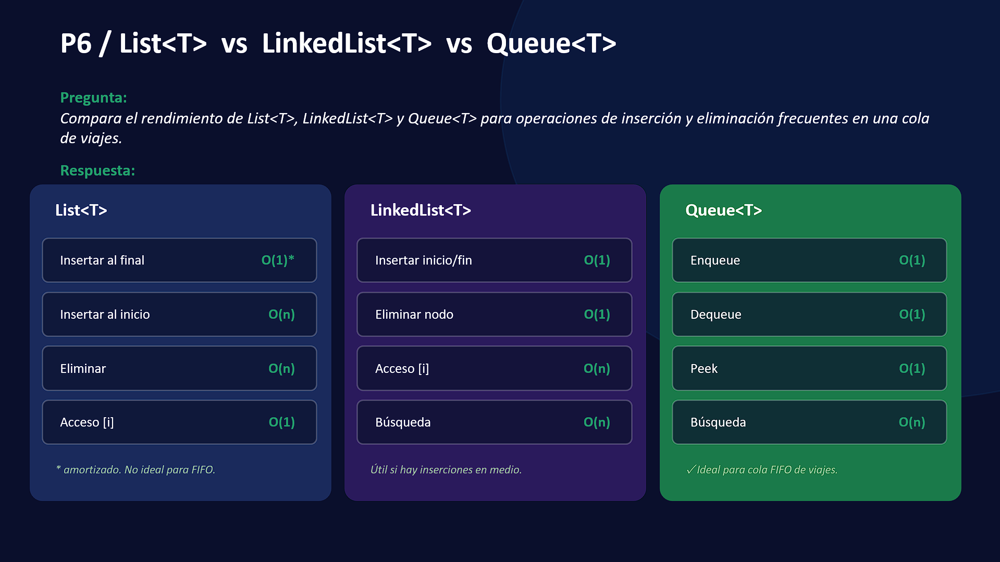 P6 / List<T> vs LinkedList<T> vs Queue<T>
Pregunta:
Compara el rendimiento de List<T>, LinkedList<T> y Queue<T> para operaciones de inserción y eliminación frecuentes en una cola
de viajes.
Respuesta:
List<T>
Insertar al final O(1)*
Insertar al inicio O(n)
Eliminar O(n)
Acceso [i] O(1)
* amortizado. No ideal para FIFO.
LinkedList<T>
Insertar inicio/fin O(1)
Eliminar nodo O(1)
Acceso [i] O(n)
Búsqueda O(n)
Útil si hay inserciones en medio.
Queue<T>
Enqueue O(1)
Dequeue O(1)
Peek O(1)
Búsqueda O(n)
✓ Ideal para cola FIFO de viajes.